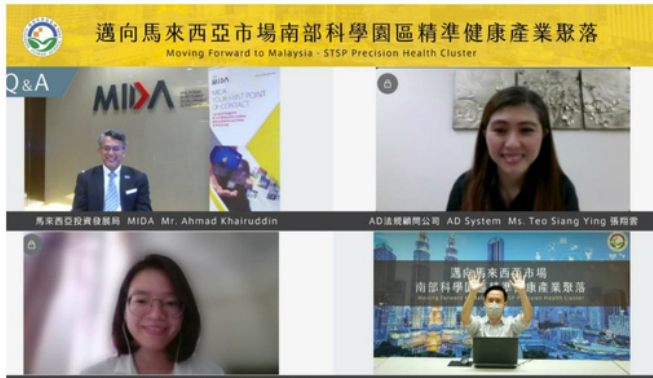 邁向馬來西亞市場南部科學園區精準健康產業聚落
Moving Forward to Malaysia - STSP Precision Health Cluster
Q&A
MIDA
MIDA
YOUR FIRST POINT
OF CONTACT
馬來西亞投資發展局 MIDA Mr. Ahmad Khairuddin
AD法規顧問公司 AD System Ms. Teo Siang Ying 張翔雲
邁向馬來西亞市場
南部科學園區精準健康產業聚落
Moving Forward to Malaysia - STSP Precision Health Cluster